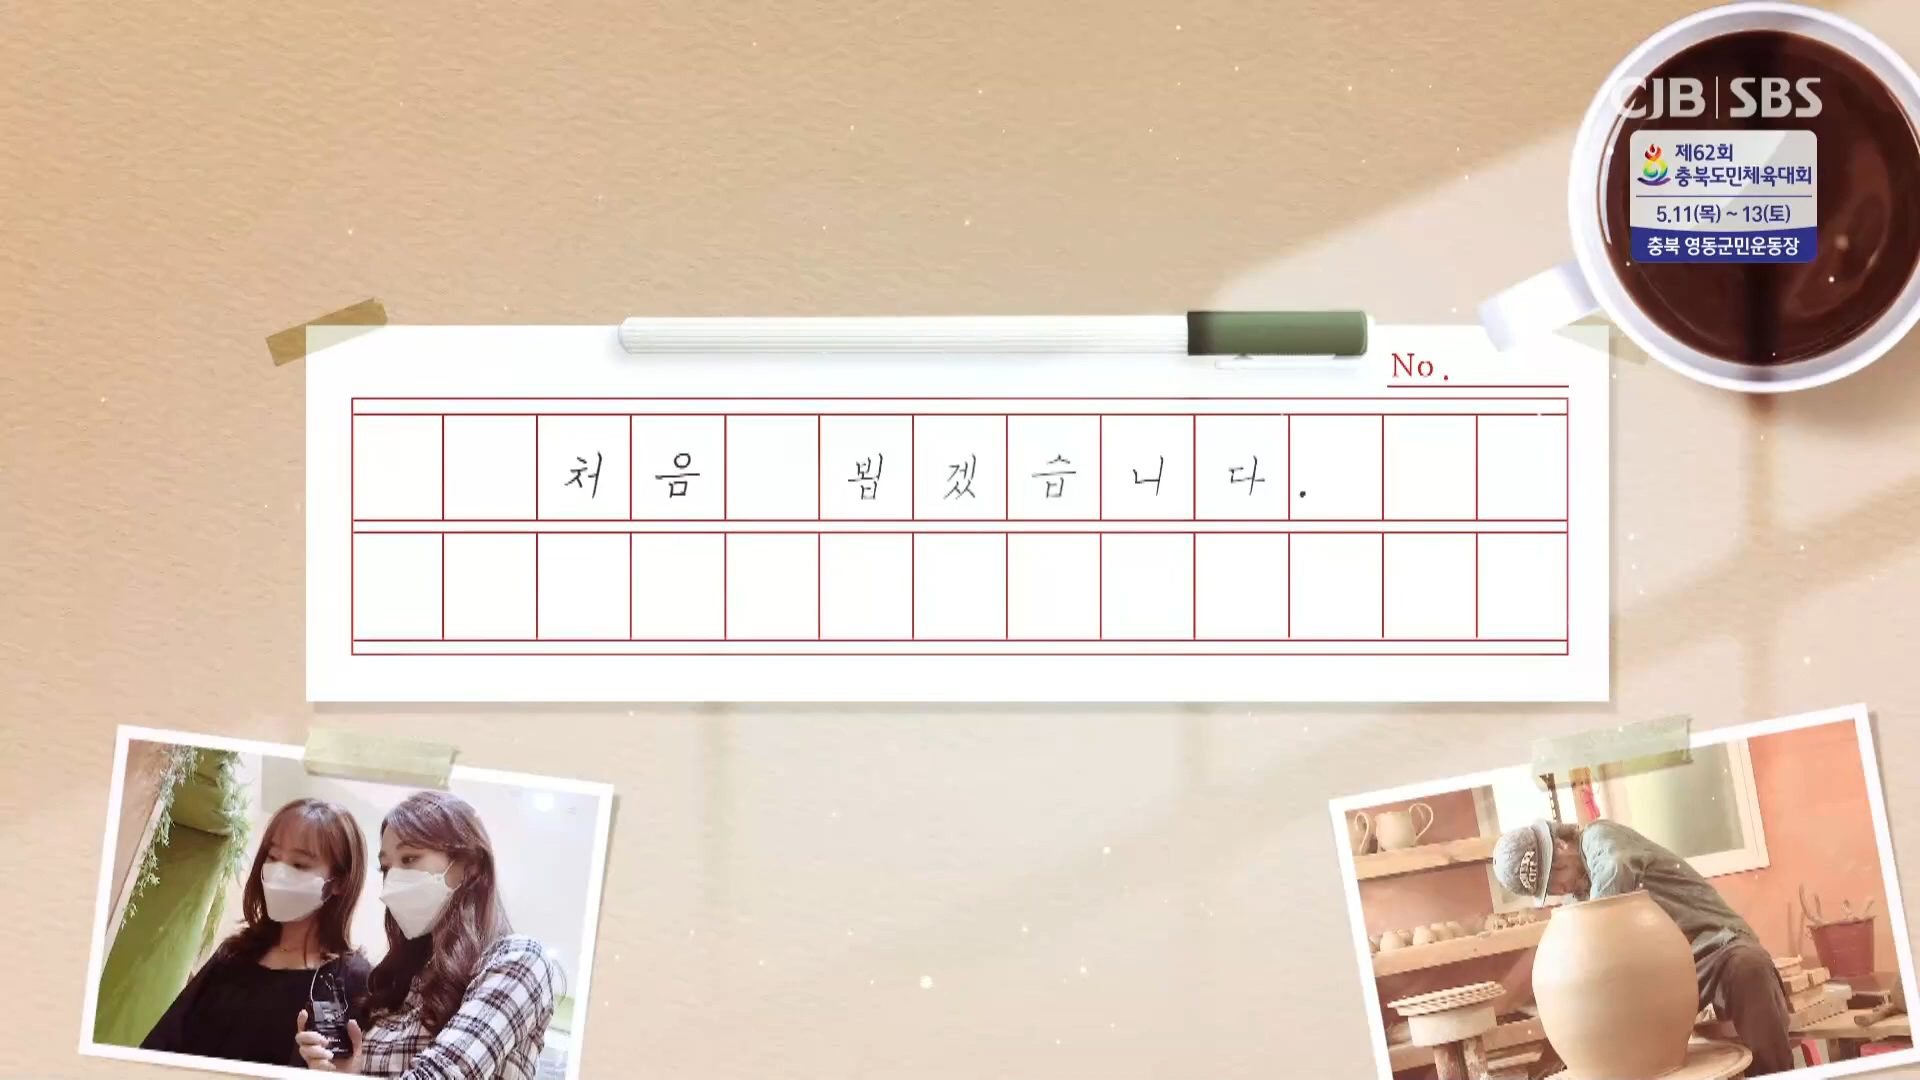 CJB | SBS
제62회
충북도민체육대회
5.11(목) ~ 13(토)
충북 영동군민운동장
No.
처음 뵙겠습니다.